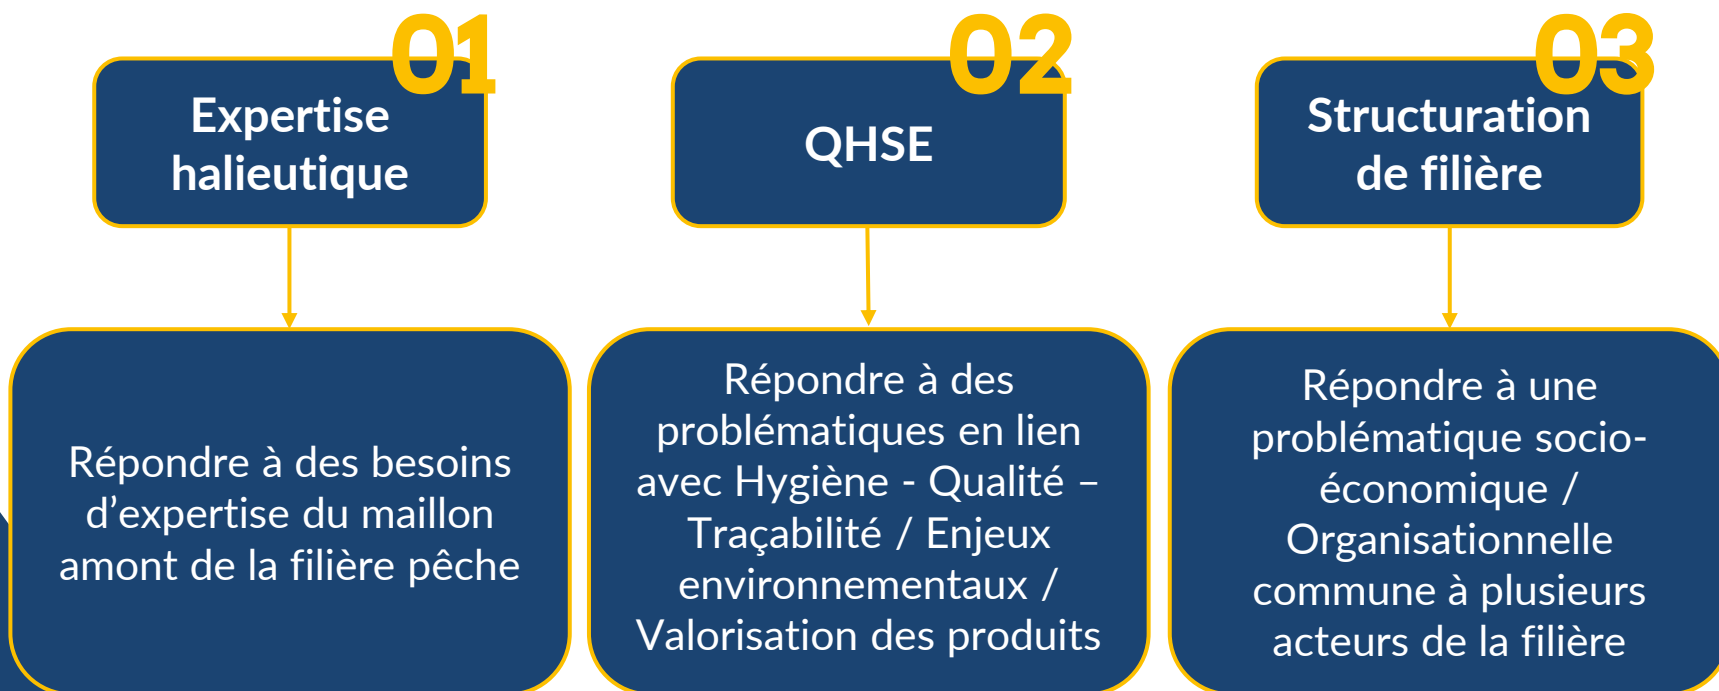 01
Expertise
halieutique
Répondre à des besoins
d’expertise du maillon
amont de la filière pêche
02
QHSE
Répondre à des
problématiques en lien
avec Hygiène - Qualité –
Traçabilité / Enjeux
environnementaux /
Valorisation des produits
03
Structuration
de filière
Répondre à une
problématique socio-
économique /
Organisationnelle
commune à plusieurs
acteurs de la filière